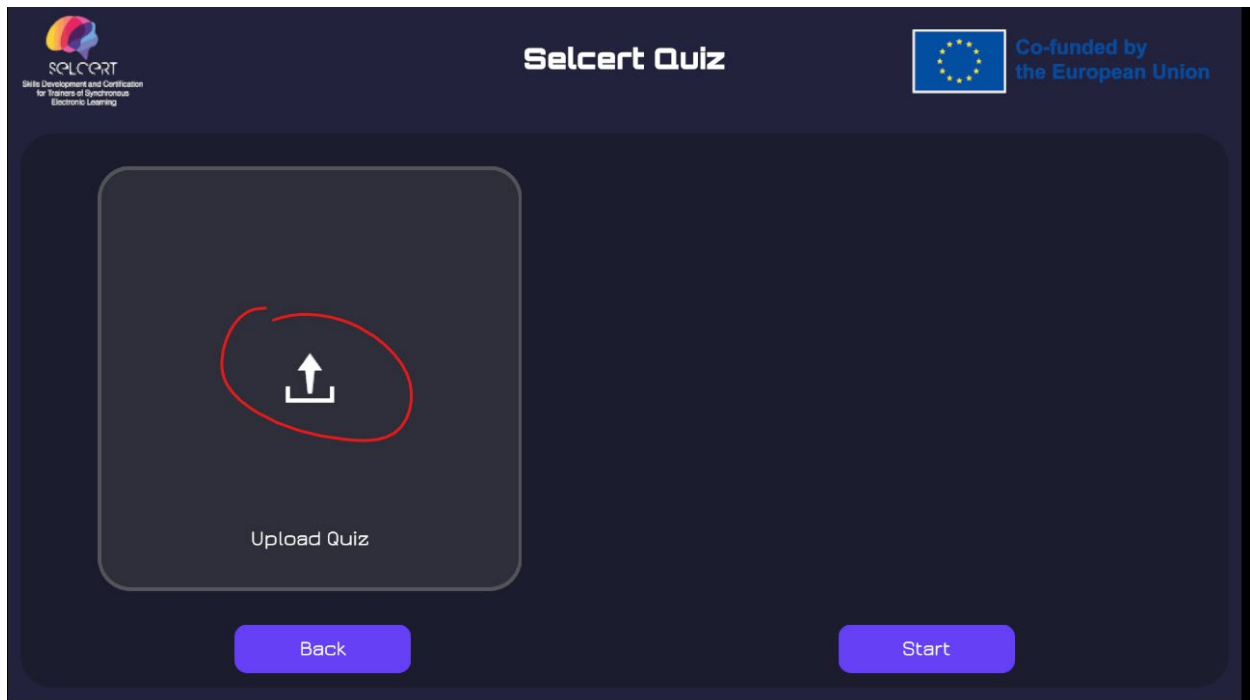 SELCERT
Skills Development and Certification
for Trainers of Synchronous
Electronic Learning
Selcert Quiz
Co-funded by
the European Union
Upload Quiz
Back
Start